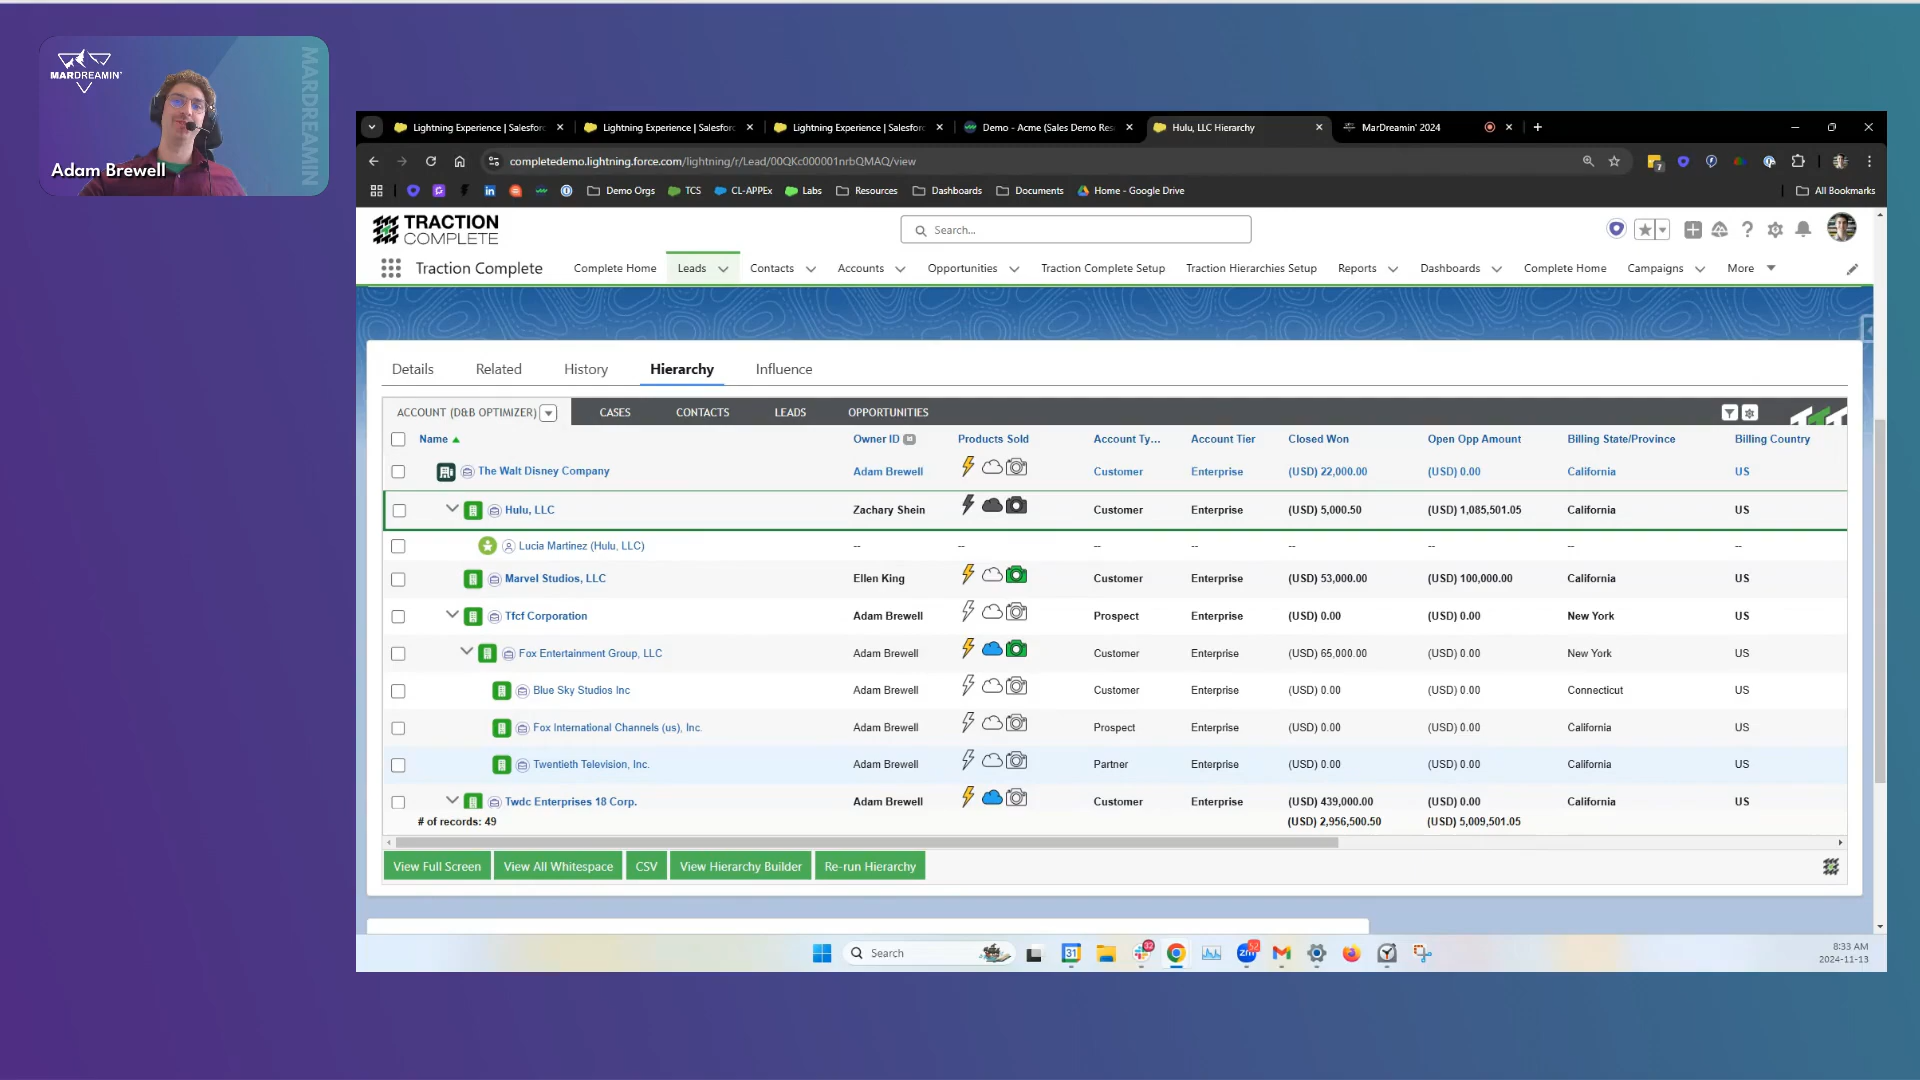 MARDREAMIN'
MARDREAMIN
Adam Brewell
Lightning Experience | Salesforc
Lightning Experience | Salesforc
Lightning Experience | Salesforc
Demo - Acme (Sales Demo Res
Hulu, LLC Hierarchy
MarDreamin' 2024
completedemo.lightning.force.com/lightning/r/Lead/00QKc000001nrbQMAQ/view
Demo Orgs
TCS
CL-APPEx
Labs
Resources
Dashboards
Documents
Home - Google Drive
All Bookmarks
TRACTION
COMPLETE
Search...
Traction Complete
Complete Home
Leads
Contacts
Accounts
Opportunities
Traction Complete Setup
Traction Hierarchies Setup
Reports
Dashboards
Complete Home
Campaigns
More
Details
Related
History
Hierarchy
Influence
ACCOUNT (D&B OPTIMIZER)
CASES
CONTACTS
LEADS
OPPORTUNITIES
Name Owner ID Products Sold Account Ty... Account Tier Closed Won Open Opp Amount Billing State/Province Billing Country
The Walt Disney Company Adam Brewell Customer Enterprise (USD) 22,000.00 (USD) 0.00 California US
Hulu, LLC Zachary Shein Customer Enterprise (USD) 5,000.50 (USD) 1,085,501.05 California US
Lucia Martinez (Hulu, LLC) -- -- -- -- -- -- -- --
Marvel Studios, LLC Ellen King Customer Enterprise (USD) 53,000.00 (USD) 100,000.00 California US
Tfcf Corporation Adam Brewell Prospect Enterprise (USD) 0.00 (USD) 0.00 New York US
Fox Entertainment Group, LLC Adam Brewell Customer Enterprise (USD) 65,000.00 (USD) 0.00 New York US
Blue Sky Studios Inc Adam Brewell Customer Enterprise (USD) 0.00 (USD) 0.00 Connecticut US
Fox International Channels (us), Inc. Adam Brewell Prospect Enterprise (USD) 0.00 (USD) 0.00 California US
Twentieth Television, Inc. Adam Brewell Partner Enterprise (USD) 0.00 (USD) 0.00 California US
Twdc Enterprises 18 Corp. Adam Brewell Customer Enterprise (USD) 439,000.00 (USD) 0.00 California US
# of records: 49 (USD) 2,956,500.50 (USD) 5,009,501.05
View Full Screen
View All Whitespace
CSV
View Hierarchy Builder
Re-run Hierarchy
Search
8:33 AM
2024-11-13